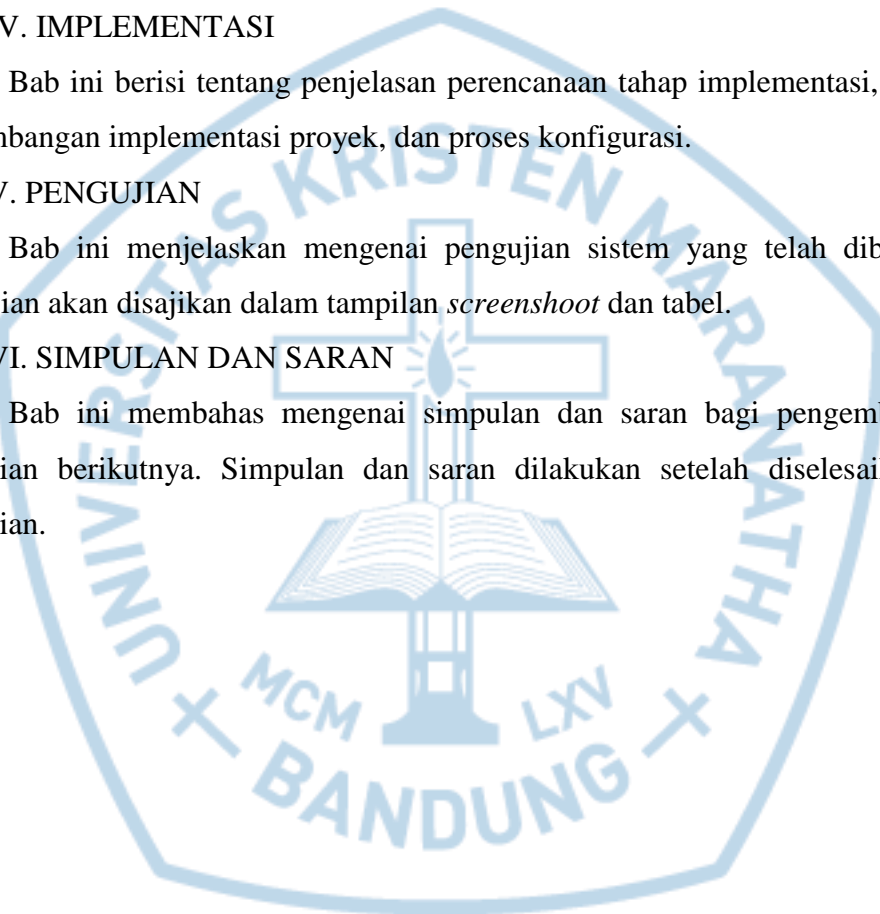 V. IMPLEMENTASI
Bab ini berisi tentang penjelasan perencanaan tahap implementasi,
mbangan implementasi proyek, dan proses konfigurasi.
V. PENGUJIAN
Bab ini menjelaskan mengenai pengujian sistem yang telah dib
ian akan disajikan dalam tampilan screenshoot dan tabel.
VI. SIMPULAN DAN SARAN
Bab ini membahas mengenai simpulan dan saran bagi pengemb
ian berikutnya. Simpulan dan saran dilakukan setelah diselesaik
ian.
UNIVERSITAS KRISTEN MARANATHA
MCM LXV
BANDUNG